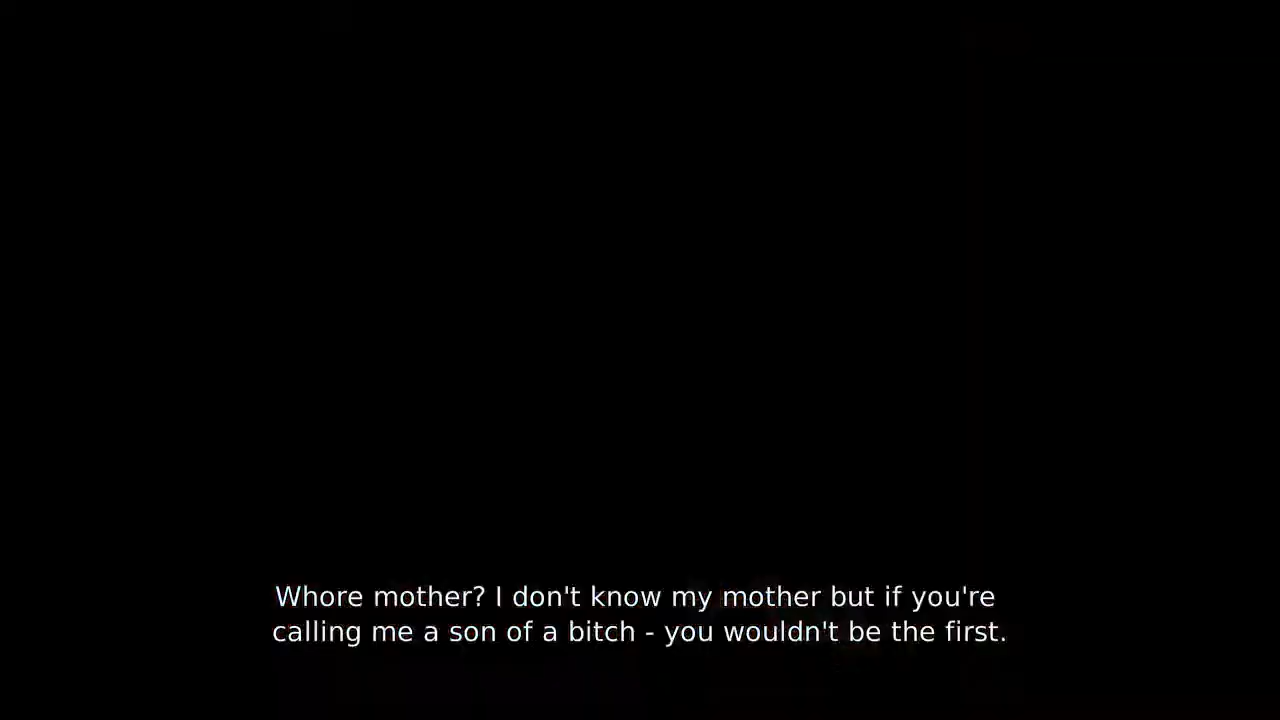 Whore mother? I don't know my mother but if you're
calling me a son of a bitch - you wouldn't be the first.